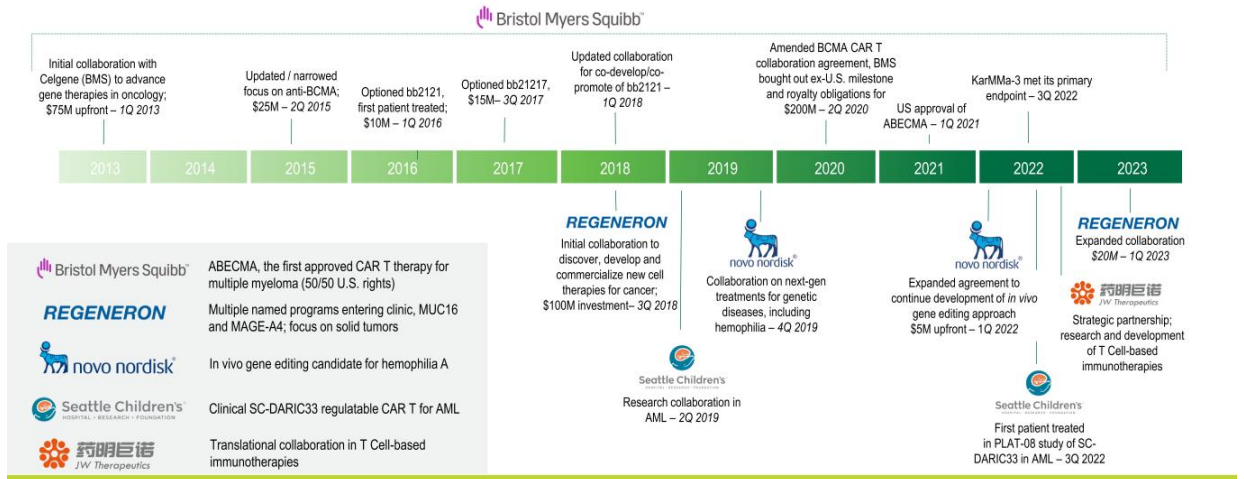 Bristol Myers Squibb™
Initial collaboration with
Celgene (BMS) to advance
gene therapies in oncology;
$75M upfront – 1Q 2013
Updated / narrowed
focus on anti-BCMA;
$25M – 2Q 2015
Optioned bb2121,
first patient treated;
$10M – 1Q 2016
Optioned bb21217,
$15M– 3Q 2017
Updated collaboration
for co-develop/co-
promote of bb2121 –
1Q 2018
Amended BCMA CAR T
collaboration agreement, BMS
bought out ex-U.S. milestone
and royalty obligations for
$200M – 2Q 2020
US approval of
ABECMA – 1Q 2021
KarMMa-3 met its primary
endpoint – 3Q 2022
2013 2014 2015 2016 2017 2018 2019 2020 2021 2022 2023
REGENERON
Initial collaboration to
discover, develop and
commercialize new cell
therapies for cancer;
$100M investment– 3Q 2018
Seattle Children's
HOSPITAL • RESEARCH • FOUNDATION
Research collaboration in
AML – 2Q 2019
novo nordisk®
Collaboration on next-gen
treatments for genetic
diseases, including
hemophilia – 4Q 2019
novo nordisk®
Expanded agreement to
continue development of in vivo
gene editing approach
$5M upfront – 1Q 2022
Seattle Children's
HOSPITAL • RESEARCH • FOUNDATION
First patient treated
in PLAT-08 study of SC-
DARIC33 in AML – 3Q 2022
REGENERON
Expanded collaboration
$20M – 1Q 2023
药明巨诺
JW Therapeutics
Strategic partnership;
research and development
of T Cell-based
immunotherapies
Bristol Myers Squibb™
ABECMA, the first approved CAR T therapy for
multiple myeloma (50/50 U.S. rights)
REGENERON
Multiple named programs entering clinic, MUC16
and MAGE-A4; focus on solid tumors
novo nordisk®
In vivo gene editing candidate for hemophilia A
Seattle Children's®
HOSPITAL • RESEARCH • FOUNDATION
Clinical SC-DARIC33 regulatable CAR T for AML
药明巨诺
JW Therapeutics
Translational collaboration in T Cell-based
immunotherapies